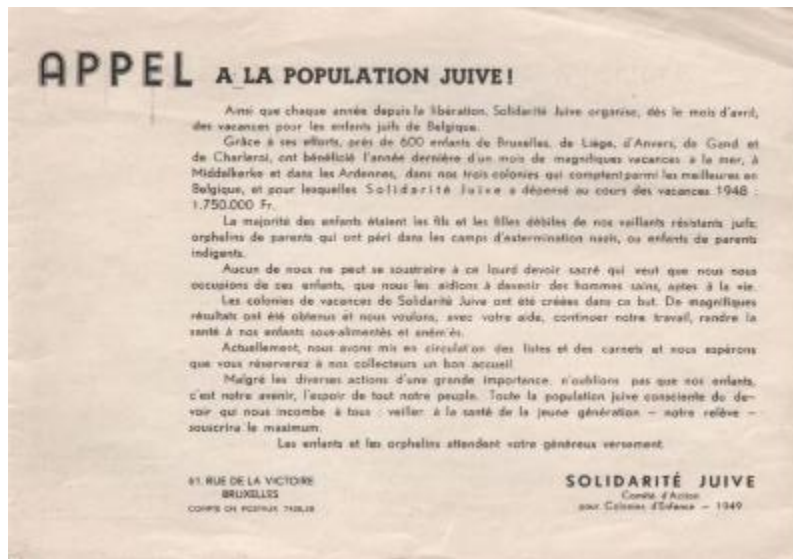 APPEL A LA POPULATION JUIVE!
Ainsi que chaque année depuis la libération, Solidarité Juive organise, dès le mois d'avril,
des vacances pour les enfants juifs de Belgique.
Grâce à ses efforts, près de 600 enfants de Bruxelles, de Liège, d'Anvers, de Gand et
de Charleroi, ont bénéficié l'année dernière d'un mois de magnifiques vacances à la mer, à
Middelkerke et dans les Ardennes, dans nos trois colonies qui comptent parmi les meilleures en
Belgique, et pour lesquelles Solidarité Juive a dépensé au cours des vacances 1948 :
1.750.000 Fr.
La majorité des enfants étaient les fils et les filles débiles de nos vaillants résistants juifs,
orphelins de parents qui ont péri dans les camps d'extermination nazis, ou enfants de parents
indigents.
Aucun de nous ne peut se soustraire à ce lourd devoir sacré qui veut que nous nous
occupions de ces enfants, que nous les aidions à devenir des hommes sains, aptes à la vie.
Les colonies de vacances de Solidarité Juive ont été créées dans ce but. De magnifiques
résultats ont été obtenus et nous voulons, avec votre aide, continuer notre travail, rendre la
santé à nos enfants sous-alimentés et anémiés.
Actuellement, nous avons mis en circulation des listes et des carnets et nous espérons
que vous réserverez à nos collecteurs un bon accueil.
Malgré les diverses actions d'une grande importance, n'oublions pas que nos enfants,
c'est notre avenir, l'espoir de tout notre peuple. Toute la population juive consciente du de-
voir qui nous incombe à tous : veiller à la santé de la jeune génération — notre relève —
souscrira le maximum.
Les enfants et les orphelins attendent votre généreux versement.
61, RUE DE LA VICTOIRE
BRUXELLES
SOLIDARITÉ JUIVE
Comité d'Action
pour Colonies d'Enfance — 1949